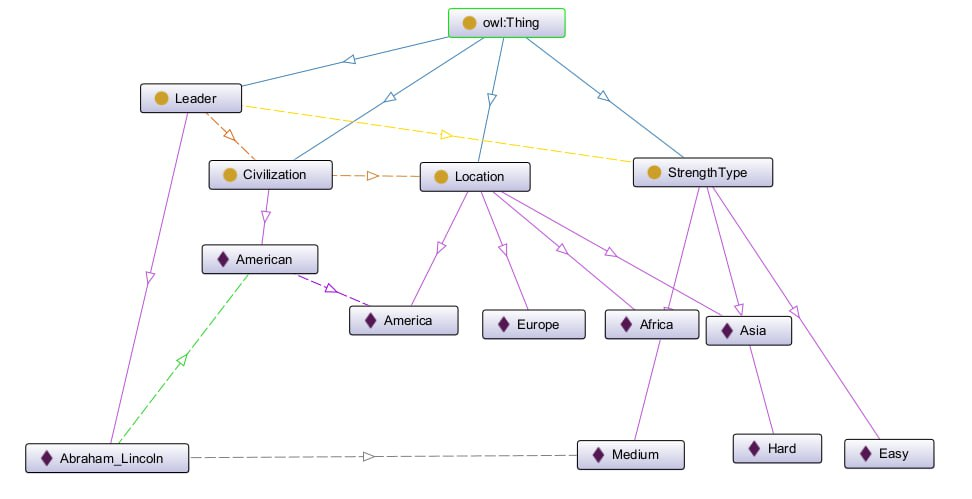 owl:Thing
Leader
Civilization
Location
StrengthType
American
America
Europe
Africa
Asia
Abraham_Lincoln
Medium
Hard
Easy